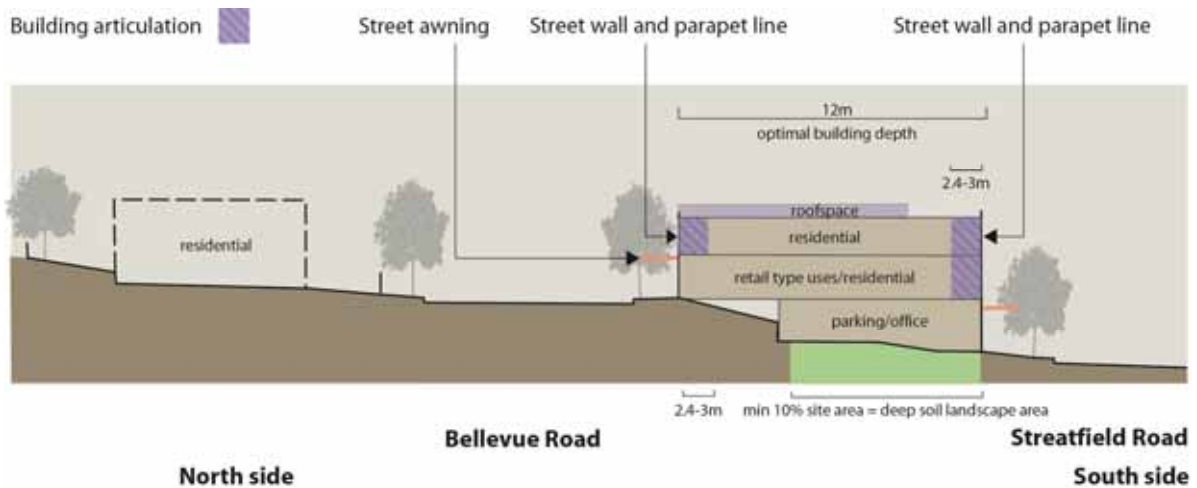 Building articulation
Street awning
Street wall and parapet line
Street wall and parapet line
12m
optimal building depth
2.4-3m
roofspace
residential
residential
retail type uses/residential
parking/office
2.4-3m
min 10% site area = deep soil landscape area
Bellevue Road
Streatfield Road
North side
South side